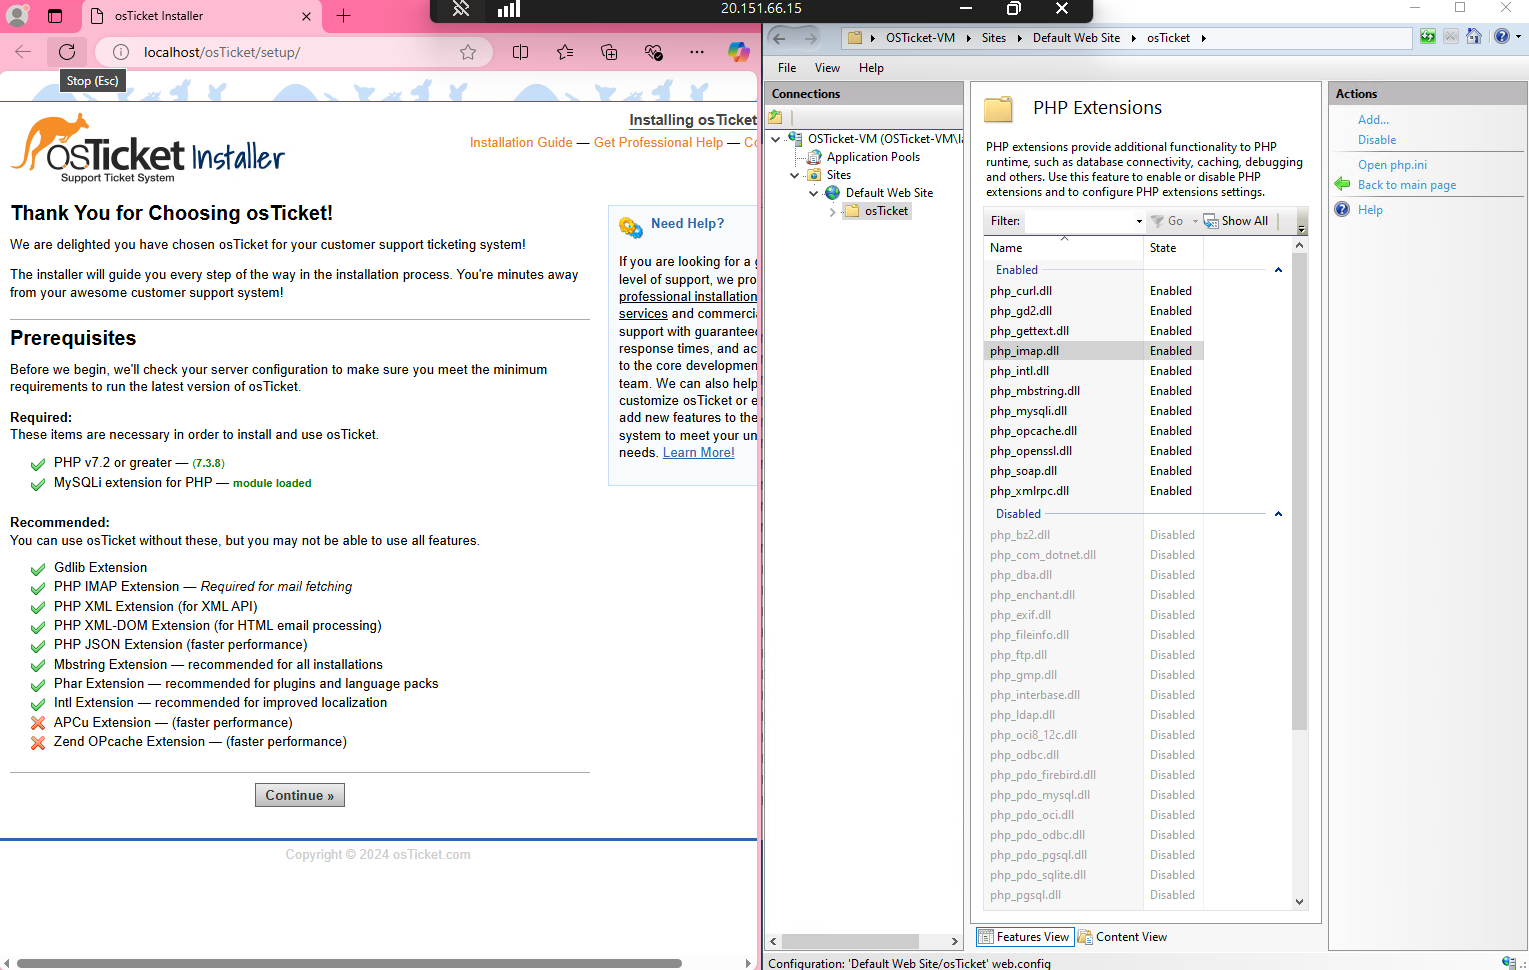 osTicket Installer
20.151.66.15
localhost/osTicket/setup/
Stop (Esc)
osTicket Installer
Support Ticket System
Installing osTicket
Installation Guide — Get Professional Help — Co
Thank You for Choosing osTicket!
We are delighted you have chosen osTicket for your customer support ticketing system!
The installer will guide you every step of the way in the installation process. You're minutes away
from your awesome customer support system!
Prerequisites
Before we begin, we'll check your server configuration to make sure you meet the minimum
requirements to run the latest version of osTicket.
Required:
These items are necessary in order to install and use osTicket.
PHP v7.2 or greater — (7.3.8)
MySQLi extension for PHP — module loaded
Recommended:
You can use osTicket without these, but you may not be able to use all features.
Gdlib Extension
PHP IMAP Extension — Required for mail fetching
PHP XML Extension (for XML API)
PHP XML-DOM Extension (for HTML email processing)
PHP JSON Extension (faster performance)
Mbstring Extension — recommended for all installations
Phar Extension — recommended for plugins and language packs
Intl Extension — recommended for improved localization
APCu Extension — (faster performance)
Zend OPcache Extension — (faster performance)
Continue »
Copyright © 2024 osTicket.com
Need Help?
If you are looking for a g
level of support, we pro
professional installation
services and commercia
support with guaranteed
response times, and ac
to the core developmen
team. We can also help
customize osTicket or e
add new features to the
system to meet your un
needs. Learn More!
OSTicket-VM
Sites
Default Web Site
osTicket
File View Help
Connections
OSTicket-VM (OSTicket-VM\la
Application Pools
Sites
Default Web Site
osTicket
PHP Extensions
PHP extensions provide additional functionality to PHP
runtime, such as database connectivity, caching, debugging
and others. Use this feature to enable or disable PHP
extensions and to configure PHP extensions settings.
Filter: Go Show All
Name State
Enabled
php_curl.dll Enabled
php_gd2.dll Enabled
php_gettext.dll Enabled
php_imap.dll Enabled
php_intl.dll Enabled
php_mbstring.dll Enabled
php_mysqli.dll Enabled
php_opcache.dll Enabled
php_openssl.dll Enabled
php_soap.dll Enabled
php_xmlrpc.dll Enabled
Disabled
php_bz2.dll Disabled
php_com_dotnet.dll Disabled
php_dba.dll Disabled
php_enchant.dll Disabled
php_exif.dll Disabled
php_fileinfo.dll Disabled
php_ftp.dll Disabled
php_gmp.dll Disabled
php_interbase.dll Disabled
php_ldap.dll Disabled
php_oci8_12c.dll Disabled
php_odbc.dll Disabled
php_pdo_firebird.dll Disabled
php_pdo_mysql.dll Disabled
php_pdo_oci.dll Disabled
php_pdo_odbc.dll Disabled
php_pdo_pgsql.dll Disabled
php_pdo_sqlite.dll Disabled
php_pgsql.dll Disabled
Features View Content View
Configuration: 'Default Web Site/osTicket' web.config
Actions
Add...
Disable
Open php.ini
Back to main page
Help